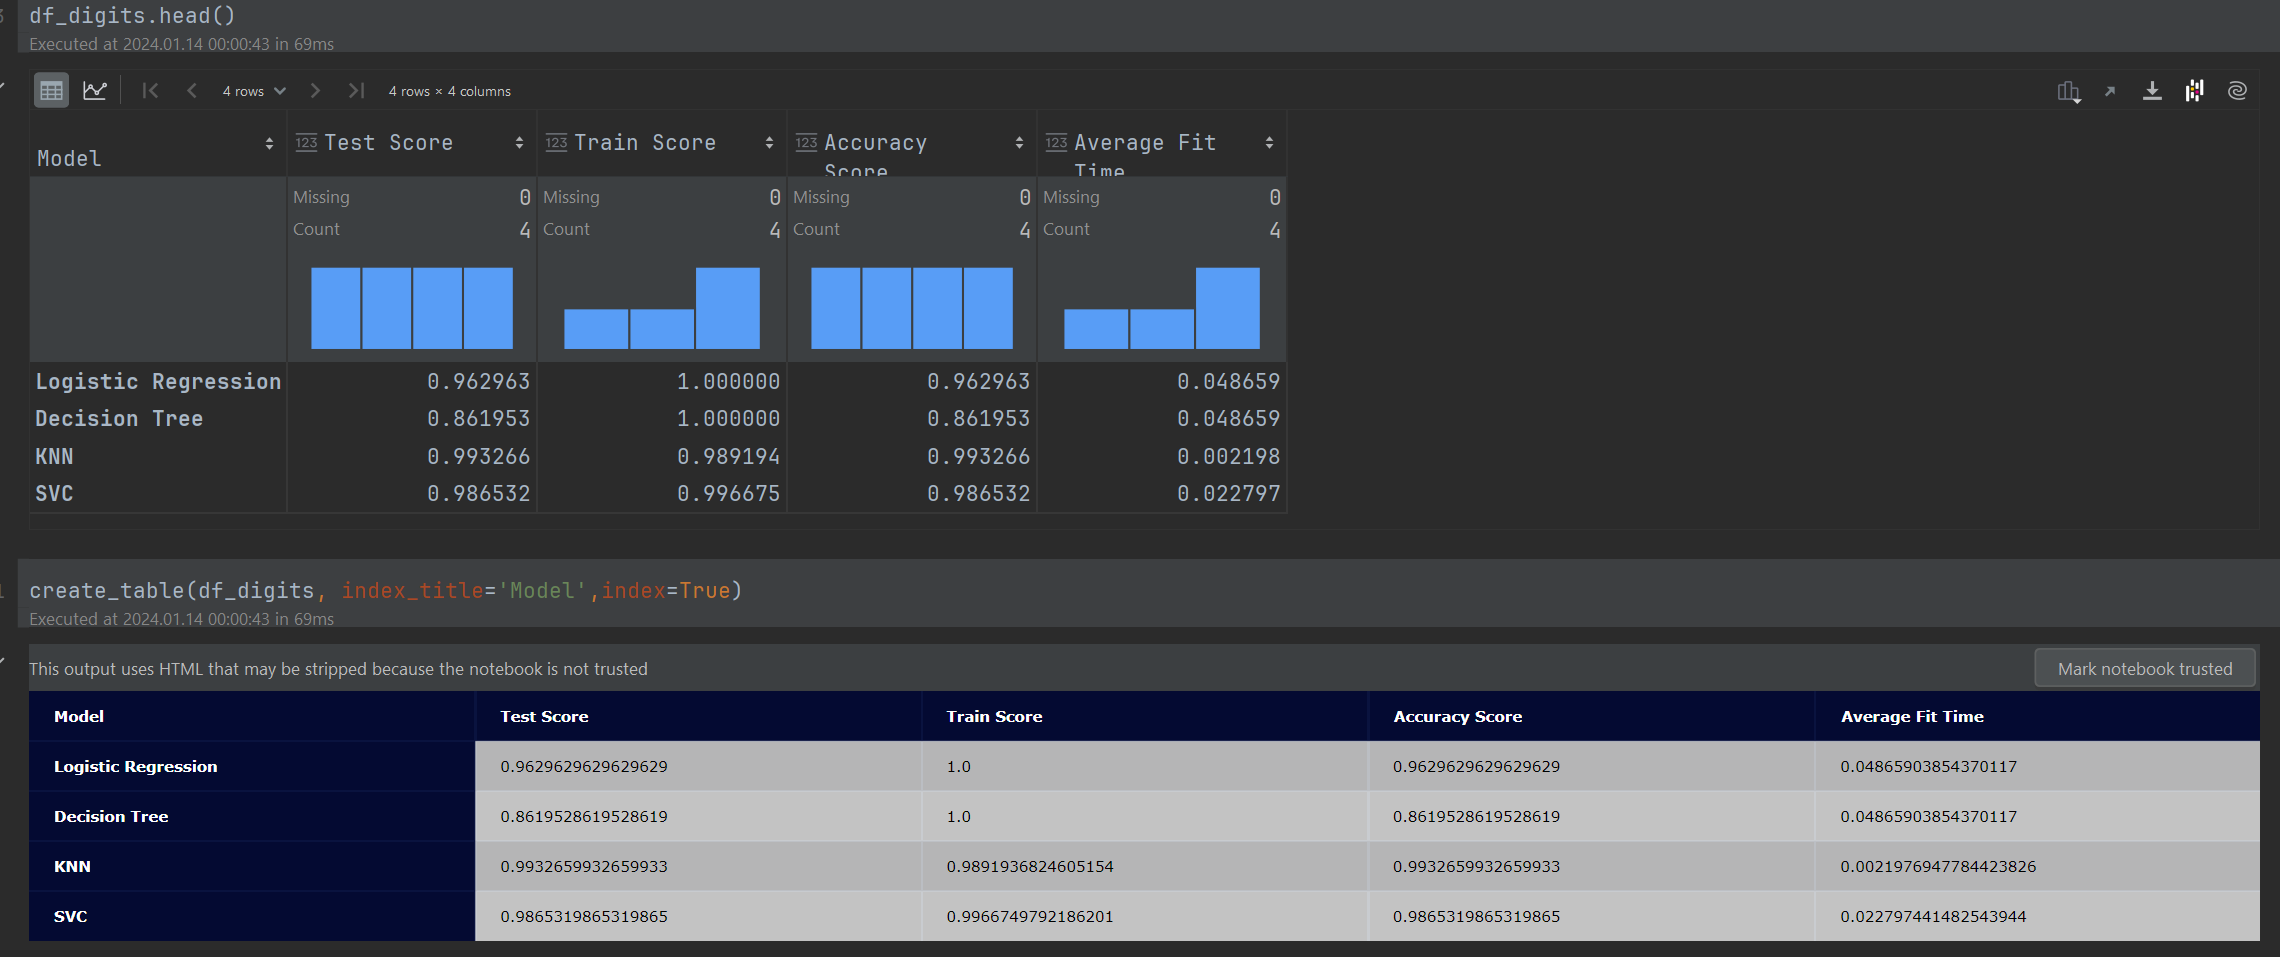 df_digits.head()
Executed at 2024.01.14 00:00:43 in 69ms
4 rows 4 rows × 4 columns
Model 123 Test Score 123 Train Score 123 Accuracy Score 123 Average Fit Time
Missing 0 Missing 0 Missing 0 Missing 0
Count 4 Count 4 Count 4 Count 4
Logistic Regression 0.962963 1.000000 0.962963 0.048659
Decision Tree 0.861953 1.000000 0.861953 0.048659
KNN 0.993266 0.989194 0.993266 0.002198
SVC 0.986532 0.996675 0.986532 0.022797
create_table(df_digits, index_title='Model',index=True)
Executed at 2024.01.14 00:00:43 in 69ms
This output uses HTML that may be stripped because the notebook is not trusted Mark notebook trusted
Model Test Score Train Score Accuracy Score Average Fit Time
Logistic Regression 0.9629629629629629 1.0 0.9629629629629629 0.04865903854370117
Decision Tree 0.8619528619528619 1.0 0.8619528619528619 0.04865903854370117
KNN 0.9932659932659933 0.9891936824605154 0.9932659932659933 0.0021976947784423826
SVC 0.9865319865319865 0.9966749792186201 0.9865319865319865 0.022797441482543944